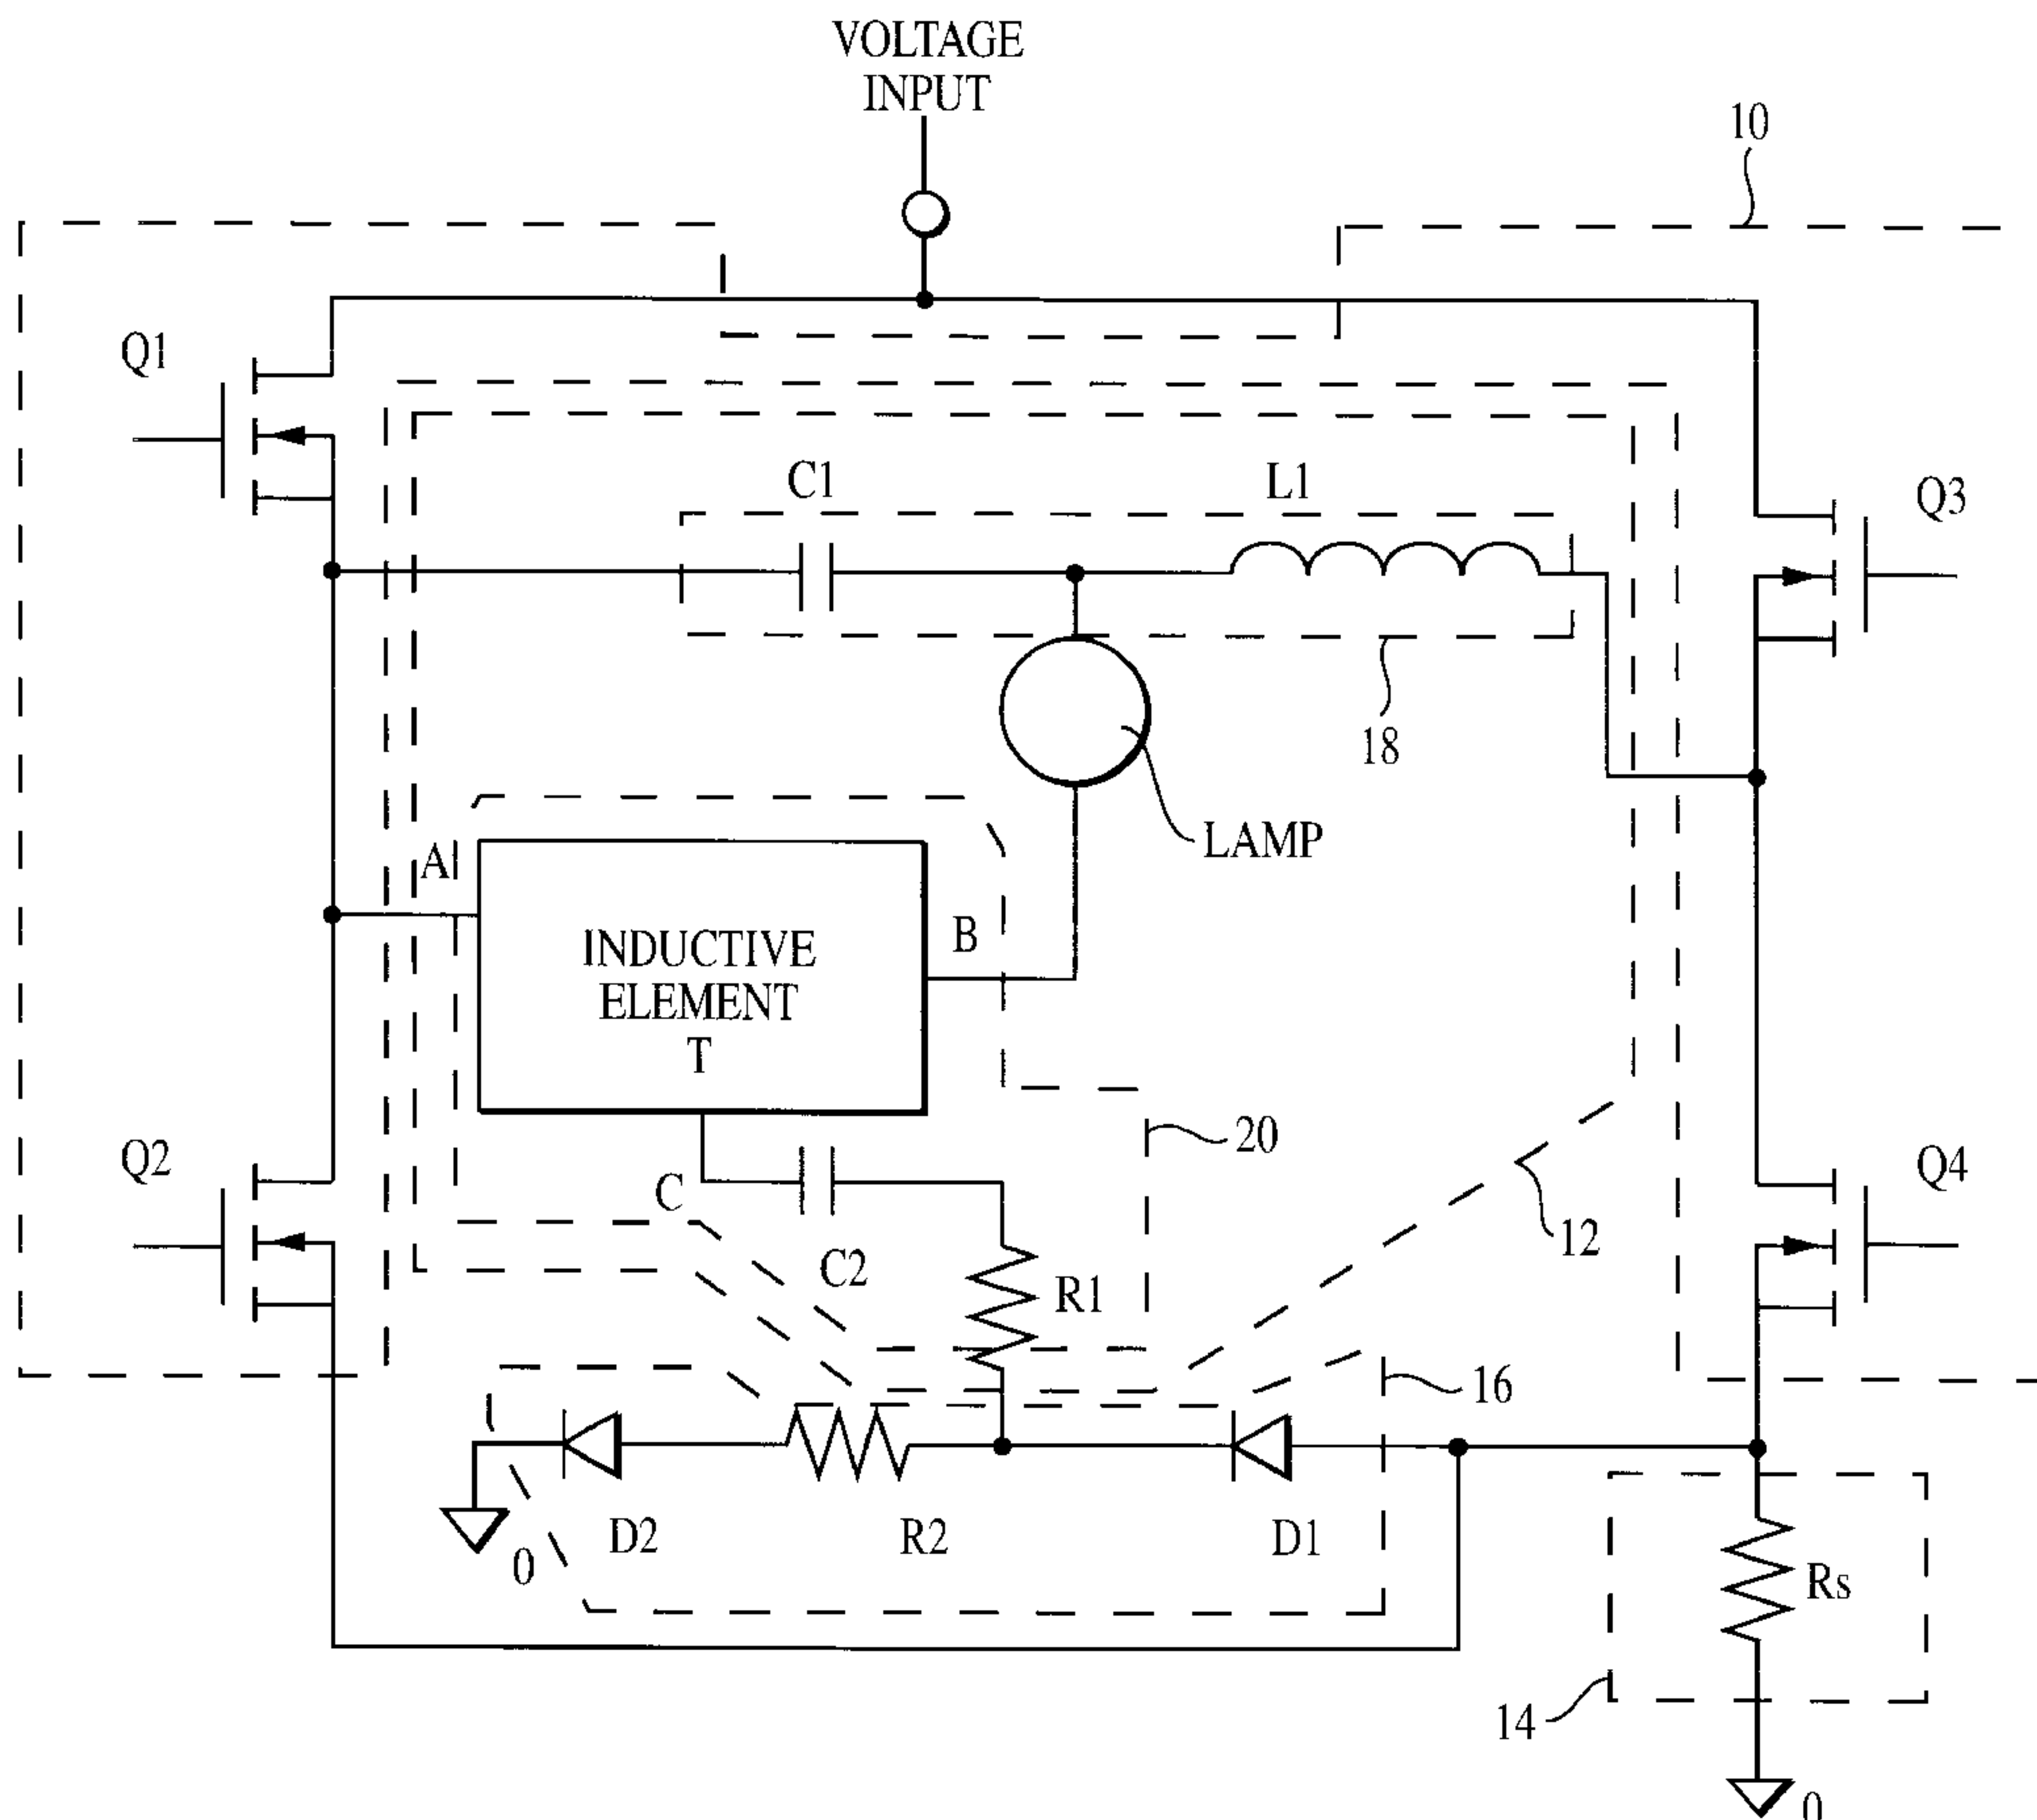 VOLTAGE
INPUT
10
Q1
C1
L1
Q3
18
LAMP
A
B
INDUCTIVE
ELEMENT
T
20
Q2
C
Q4
12
C2
R1
16
D2
R2
D1
0
Rs
14
0